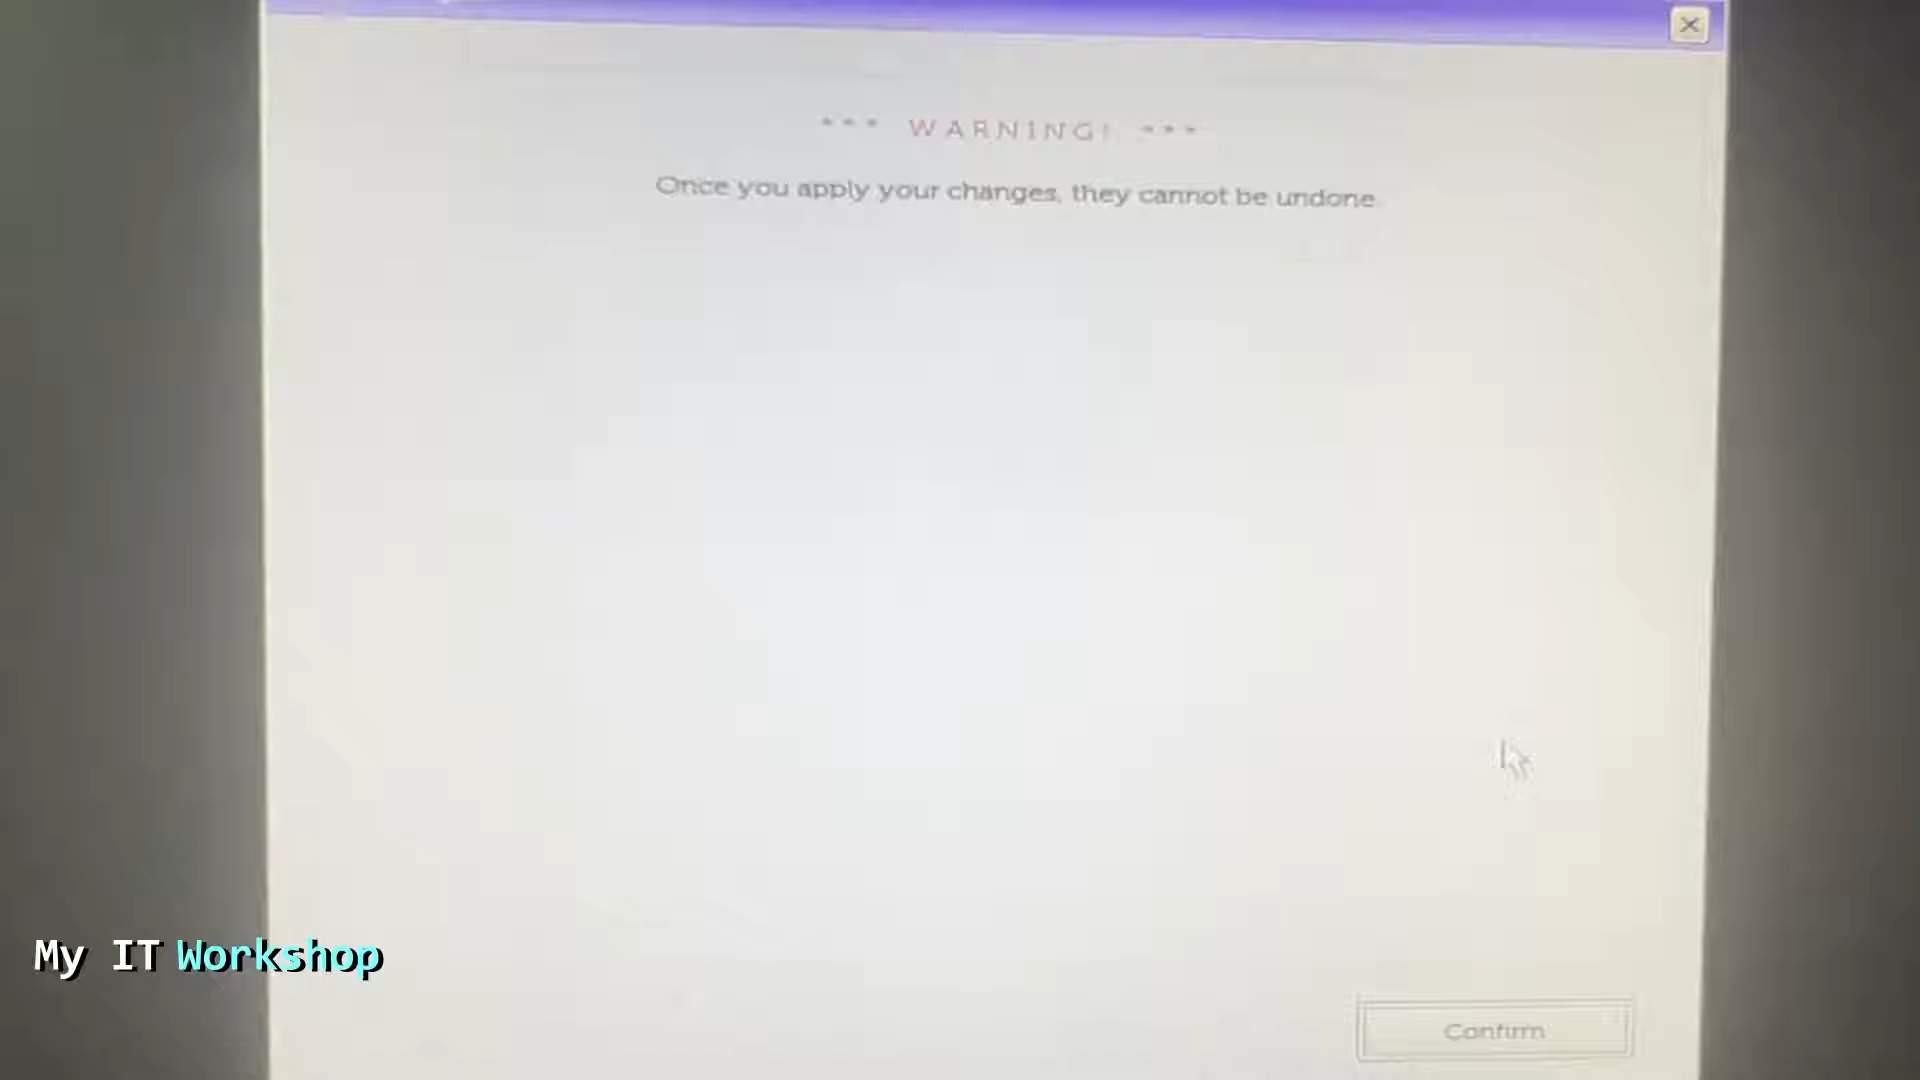 *** WARNING! ***
Once you apply your changes, they cannot be undone.
Confirm
My IT Workshop